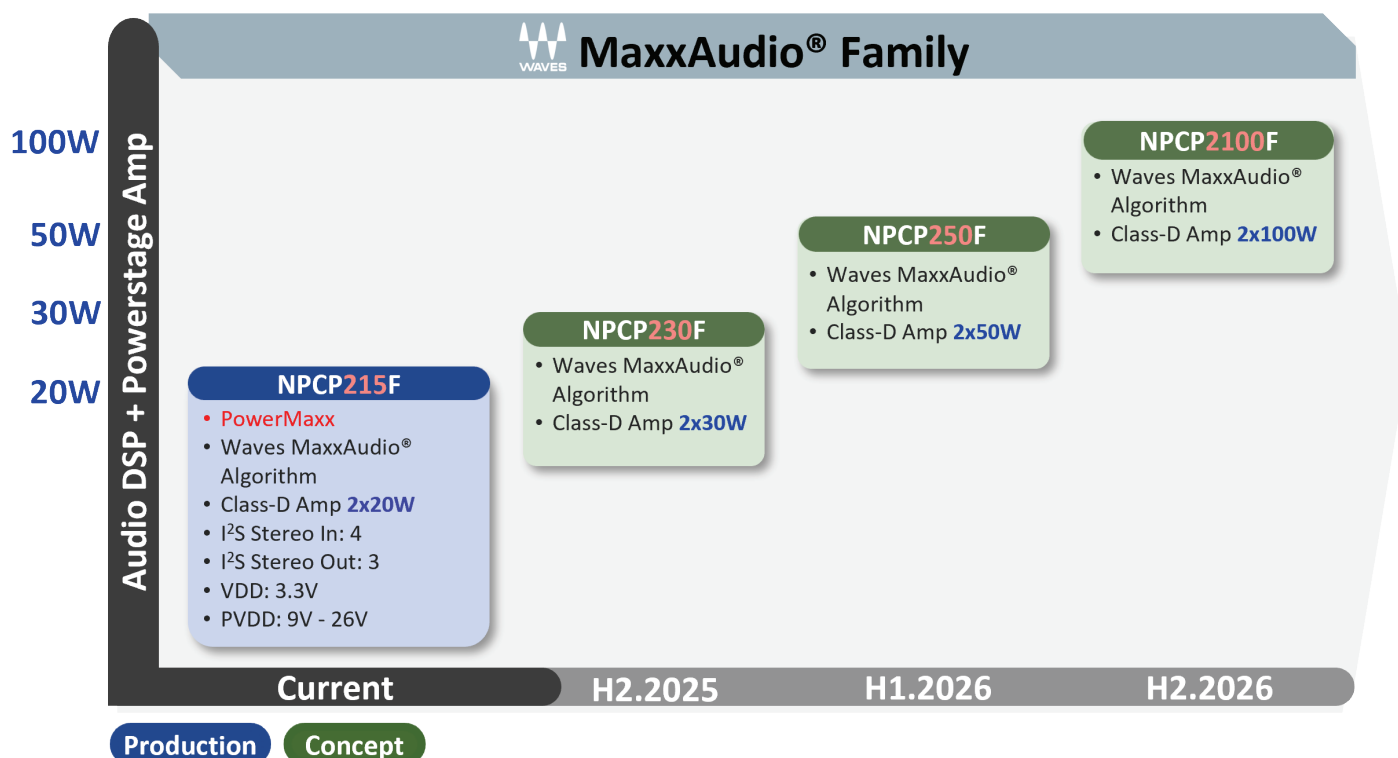 WAVES
MaxxAudio® Family
Audio DSP + Powerstage Amp
100W
50W
30W
20W
NPCP215F
• PowerMaxx
• Waves MaxxAudio®
Algorithm
• Class-D Amp 2x20W
• I²S Stereo In: 4
• I²S Stereo Out: 3
• VDD: 3.3V
• PVDD: 9V - 26V
NPCP230F
• Waves MaxxAudio®
Algorithm
• Class-D Amp 2x30W
NPCP250F
• Waves MaxxAudio®
Algorithm
• Class-D Amp 2x50W
NPCP2100F
• Waves MaxxAudio®
Algorithm
• Class-D Amp 2x100W
Current
H2.2025
H1.2026
H2.2026
Production
Concept